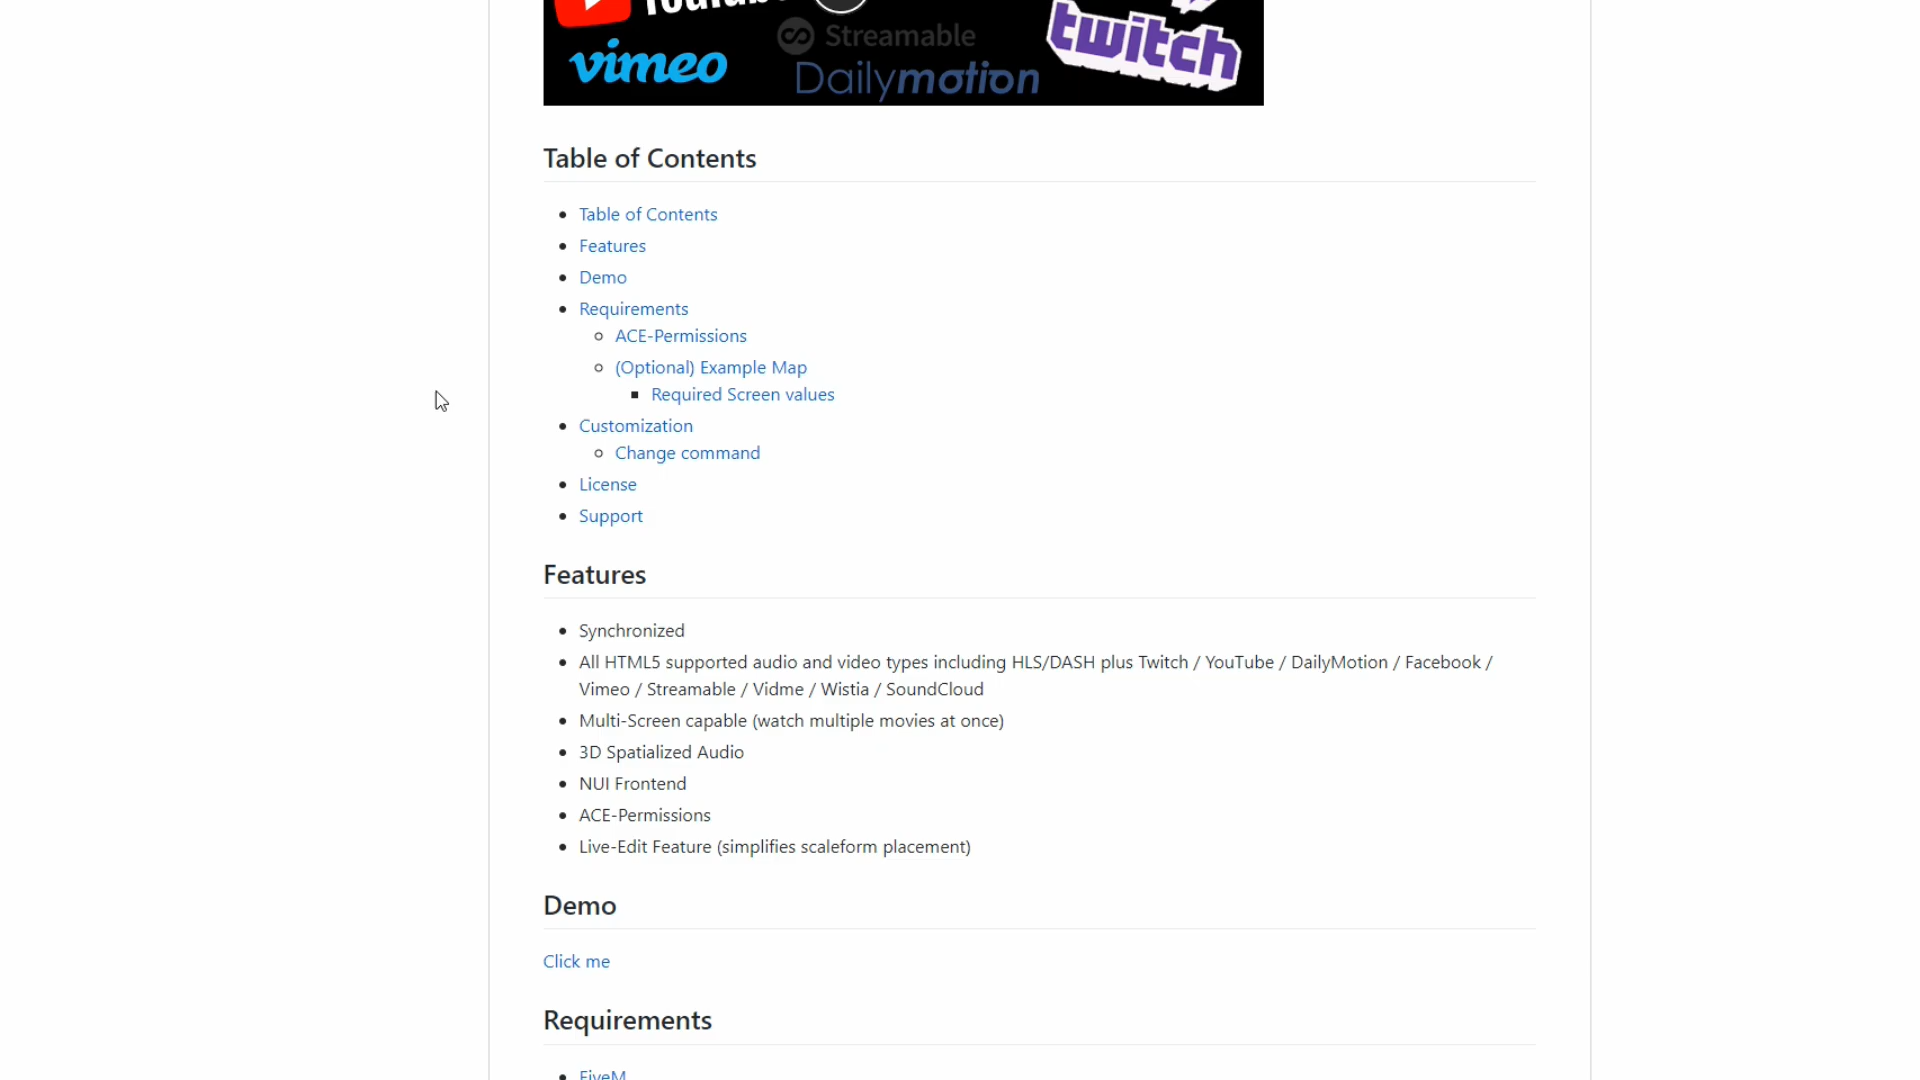 YouTube
Streamable
twitch
vimeo
Dailymotion
Table of Contents
Table of Contents
Features
Demo
Requirements
ACE-Permissions
(Optional) Example Map
Required Screen values
Customization
Change command
License
Support
Features
Synchronized
All HTML5 supported audio and video types including HLS/DASH plus Twitch / YouTube / DailyMotion / Facebook /
Vimeo / Streamable / Vidme / Wistia / SoundCloud
Multi-Screen capable (watch multiple movies at once)
3D Spatialized Audio
NUI Frontend
ACE-Permissions
Live-Edit Feature (simplifies scaleform placement)
Demo
Click me
Requirements
FiveM